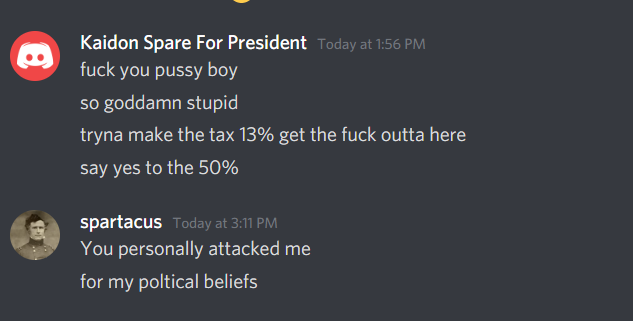 Kaidon Spare For President Today at 1:56 PM
fuck you pussy boy
so goddamn stupid
tryna make the tax 13% get the fuck outta here
say yes to the 50%
spartacus Today at 3:11 PM
You personally attacked me
for my poltical beliefs